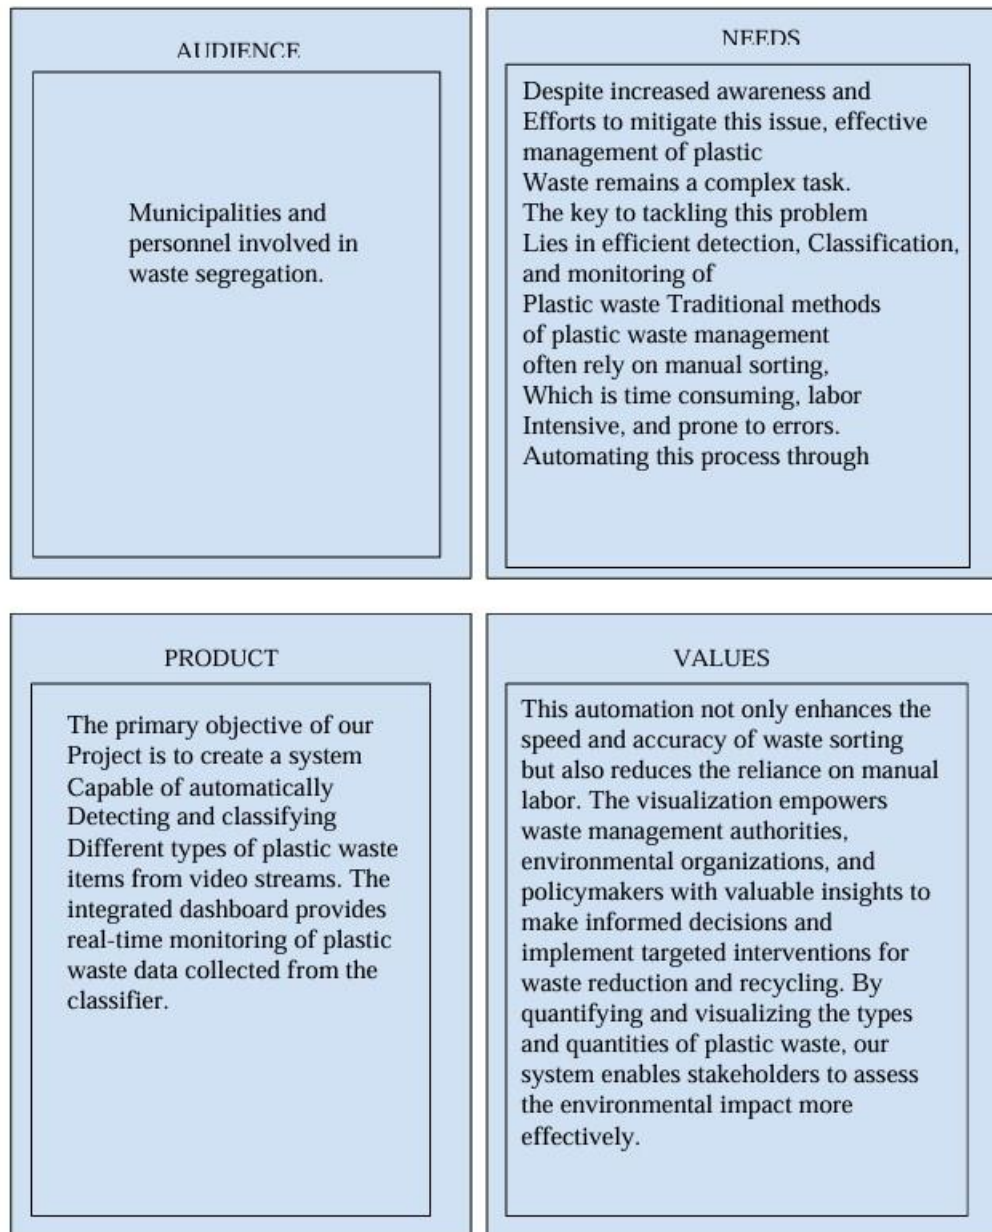 AUDIENCE
Municipalities and
personnel involved in
waste segregation.
NEEDS
Despite increased awareness and
Efforts to mitigate this issue, effective
management of plastic
Waste remains a complex task.
The key to tackling this problem
Lies in efficient detection, Classification,
and monitoring of
Plastic waste Traditional methods
of plastic waste management
often rely on manual sorting,
Which is time consuming, labor
Intensive, and prone to errors.
Automating this process through
PRODUCT
The primary objective of our
Project is to create a system
Capable of automatically
Detecting and classifying
Different types of plastic waste
items from video streams. The
integrated dashboard provides
real-time monitoring of plastic
waste data collected from the
classifier.
VALUES
This automation not only enhances the
speed and accuracy of waste sorting
but also reduces the reliance on manual
labor. The visualization empowers
waste management authorities,
environmental organizations, and
policymakers with valuable insights to
make informed decisions and
implement targeted interventions for
waste reduction and recycling. By
quantifying and visualizing the types
and quantities of plastic waste, our
system enables stakeholders to assess
the environmental impact more
effectively.